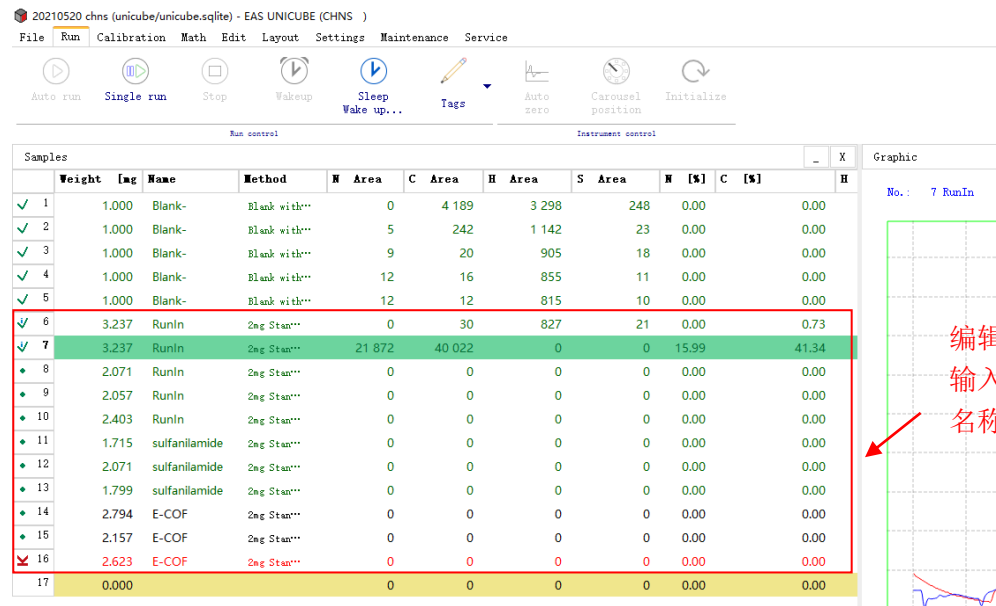 20210520 chns (unicube/unicube.sqlite) - EAS UNICUBE (CHNS )
File Run Calibration Math Edit Layout Settings Maintenance Service
Auto run Single run Stop Wakeup Sleep Wake up... Tags Auto zero Carousel position Initialize
Run control Instrument control
Samples _ X Graphic
Weight [mg Name Method N Area C Area H Area S Area N [%] C [%] H
No.: 7 RunIn
1 1.000 Blank- Blank with… 0 4 189 3 298 248 0.00 0.00
2 1.000 Blank- Blank with… 5 242 1 142 23 0.00 0.00
3 1.000 Blank- Blank with… 9 20 905 18 0.00 0.00
4 1.000 Blank- Blank with… 12 16 855 11 0.00 0.00
5 1.000 Blank- Blank with… 12 12 815 10 0.00 0.00
6 3.237 RunIn 2mg Stan… 0 30 827 21 0.00 0.73
7 3.237 RunIn 2mg Stan… 21 872 40 022 0 0 15.99 41.34
8 2.071 RunIn 2mg Stan… 0 0 0 0 0.00 0.00
9 2.057 RunIn 2mg Stan… 0 0 0 0 0.00 0.00
10 2.403 RunIn 2mg Stan… 0 0 0 0 0.00 0.00
11 1.715 sulfanilamide 2mg Stan… 0 0 0 0 0.00 0.00
12 2.071 sulfanilamide 2mg Stan… 0 0 0 0 0.00 0.00
13 1.799 sulfanilamide 2mg Stan… 0 0 0 0 0.00 0.00
14 2.794 E-COF 2mg Stan… 0 0 0 0 0.00 0.00
15 2.157 E-COF 2mg Stan… 0 0 0 0 0.00 0.00
16 2.623 E-COF 2mg Stan… 0 0 0 0 0.00 0.00
17 0.000 0 0 0 0 0.00 0.00
编辑
输入
名称